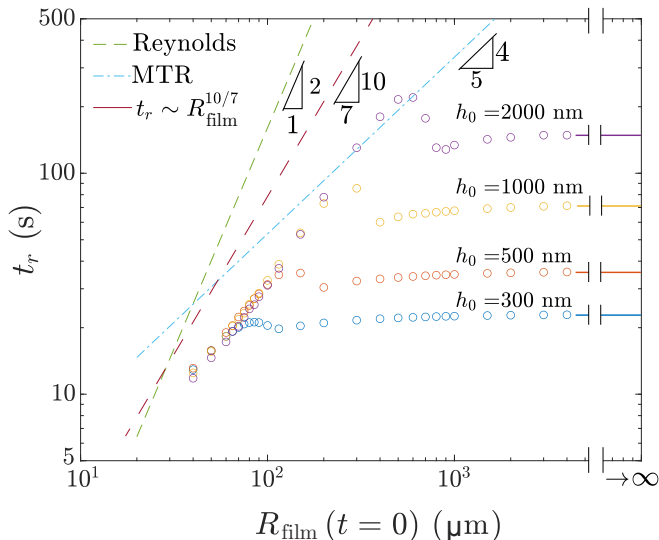 500
Reynolds
MTR
t_r ∼ R_film^{10/7}
2
1
10
7
4
5
h_0 =2000 nm
100
h_0 =1000 nm
t_r (s)
h_0 =500 nm
h_0 =300 nm
10
5
10^1
10^2
10^3
→∞
R_film (t = 0) (µm)